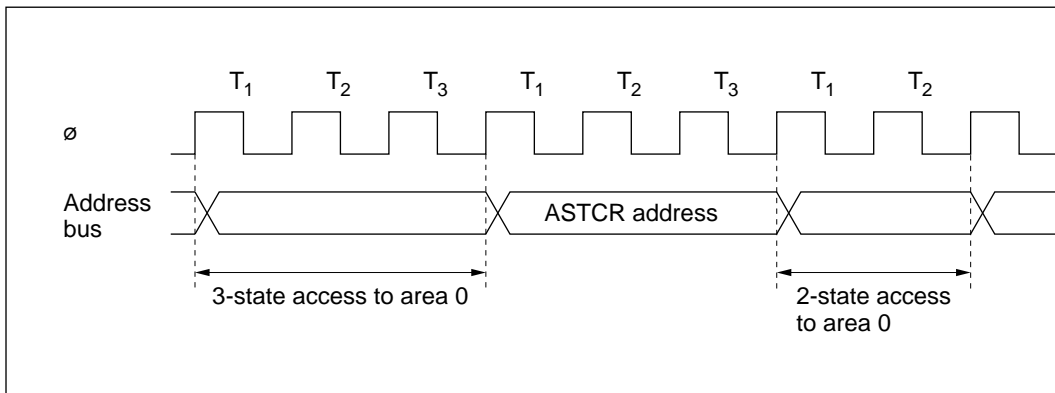 T1 T2 T3 T1 T2 T3 T1 T2
ø
Address
bus
ASTCR address
3-state access to area 0
2-state access
to area 0